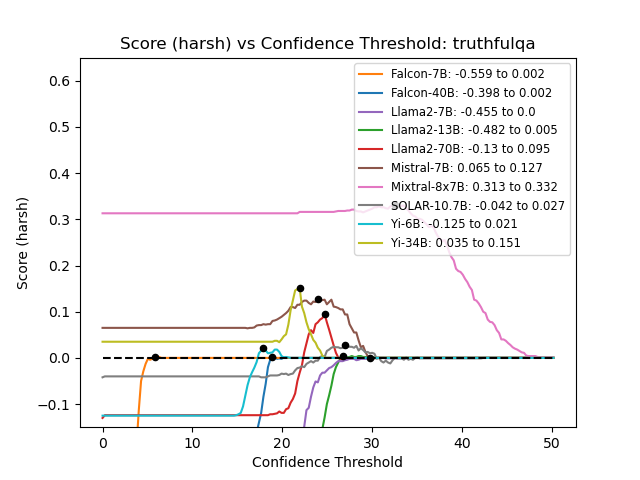 Score (harsh) vs Confidence Threshold: truthfulqa
Falcon-7B: -0.559 to 0.002
Falcon-40B: -0.398 to 0.002
Llama2-7B: -0.455 to 0.0
Llama2-13B: -0.482 to 0.005
Llama2-70B: -0.13 to 0.095
Mistral-7B: 0.065 to 0.127
Mixtral-8x7B: 0.313 to 0.332
SOLAR-10.7B: -0.042 to 0.027
Yi-6B: -0.125 to 0.021
Yi-34B: 0.035 to 0.151
Score (harsh)
0.6
0.5
0.4
0.3
0.2
0.1
0.0
−0.1
0 10 20 30 40 50
Confidence Threshold